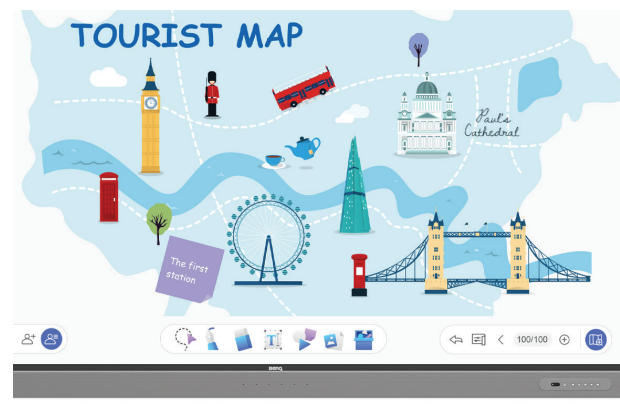 TOURIST MAP
Paul's
Cathedral
The first
station
T
100/100
BenQ